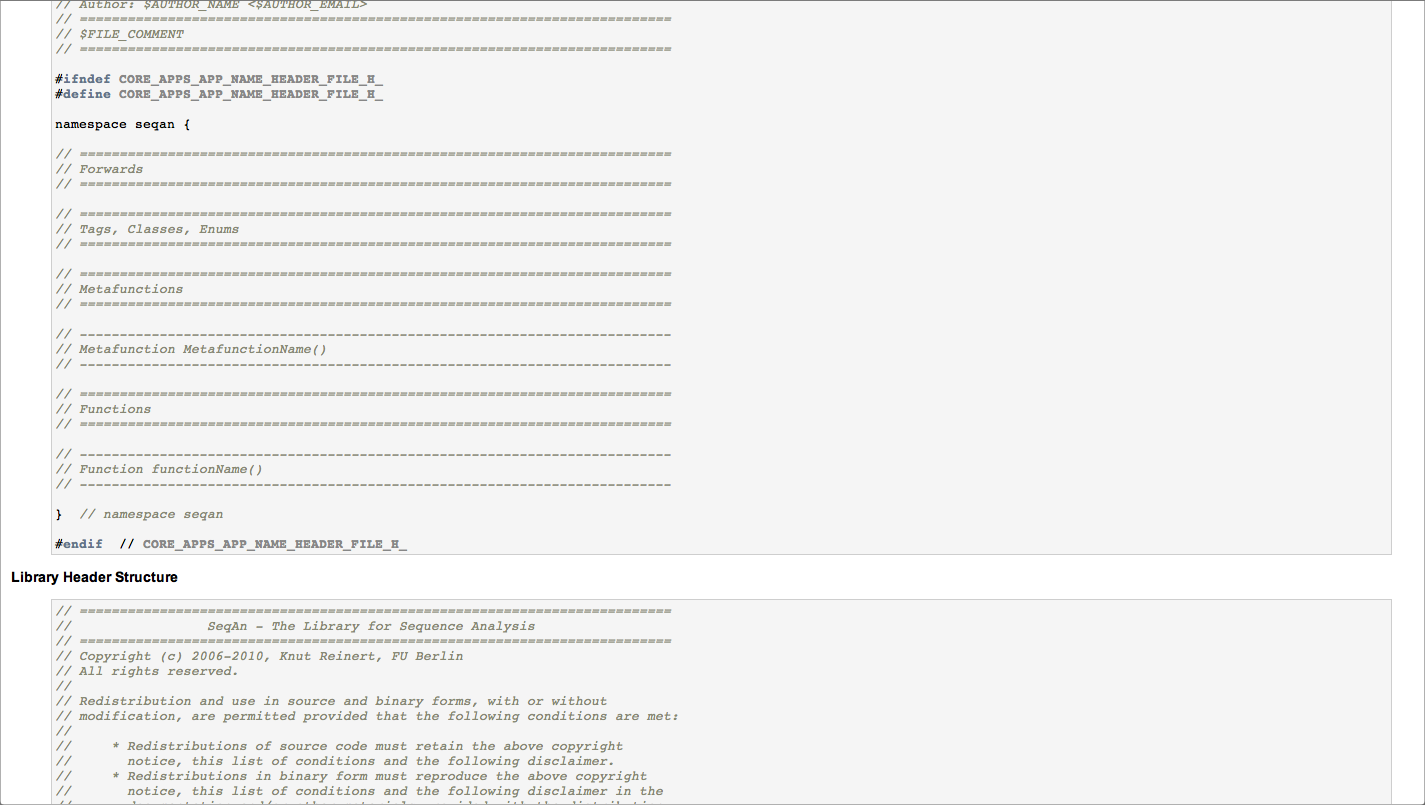 // Author: $AUTHOR_NAME <$AUTHOR_EMAIL>
// ==========================================================================
// $FILE_COMMENT
// ==========================================================================
#ifndef CORE_APPS_APP_NAME_HEADER_FILE_H_
#define CORE_APPS_APP_NAME_HEADER_FILE_H_
namespace seqan {
// ==========================================================================
// Forwards
// ==========================================================================
// ==========================================================================
// Tags, Classes, Enums
// ==========================================================================
// ==========================================================================
// Metafunctions
// ==========================================================================
// --------------------------------------------------------------------------
// Metafunction MetafunctionName()
// --------------------------------------------------------------------------
// ==========================================================================
// Functions
// ==========================================================================
// --------------------------------------------------------------------------
// Function functionName()
// --------------------------------------------------------------------------
}  // namespace seqan
#endif  // CORE_APPS_APP_NAME_HEADER_FILE_H_
Library Header Structure
// ==========================================================================
//                 SeqAn - The Library for Sequence Analysis
// ==========================================================================
// Copyright (c) 2006-2010, Knut Reinert, FU Berlin
// All rights reserved.
//
// Redistribution and use in source and binary forms, with or without
// modification, are permitted provided that the following conditions are met:
//
//     * Redistributions of source code must retain the above copyright
//       notice, this list of conditions and the following disclaimer.
//     * Redistributions in binary form must reproduce the above copyright
//       notice, this list of conditions and the following disclaimer in the